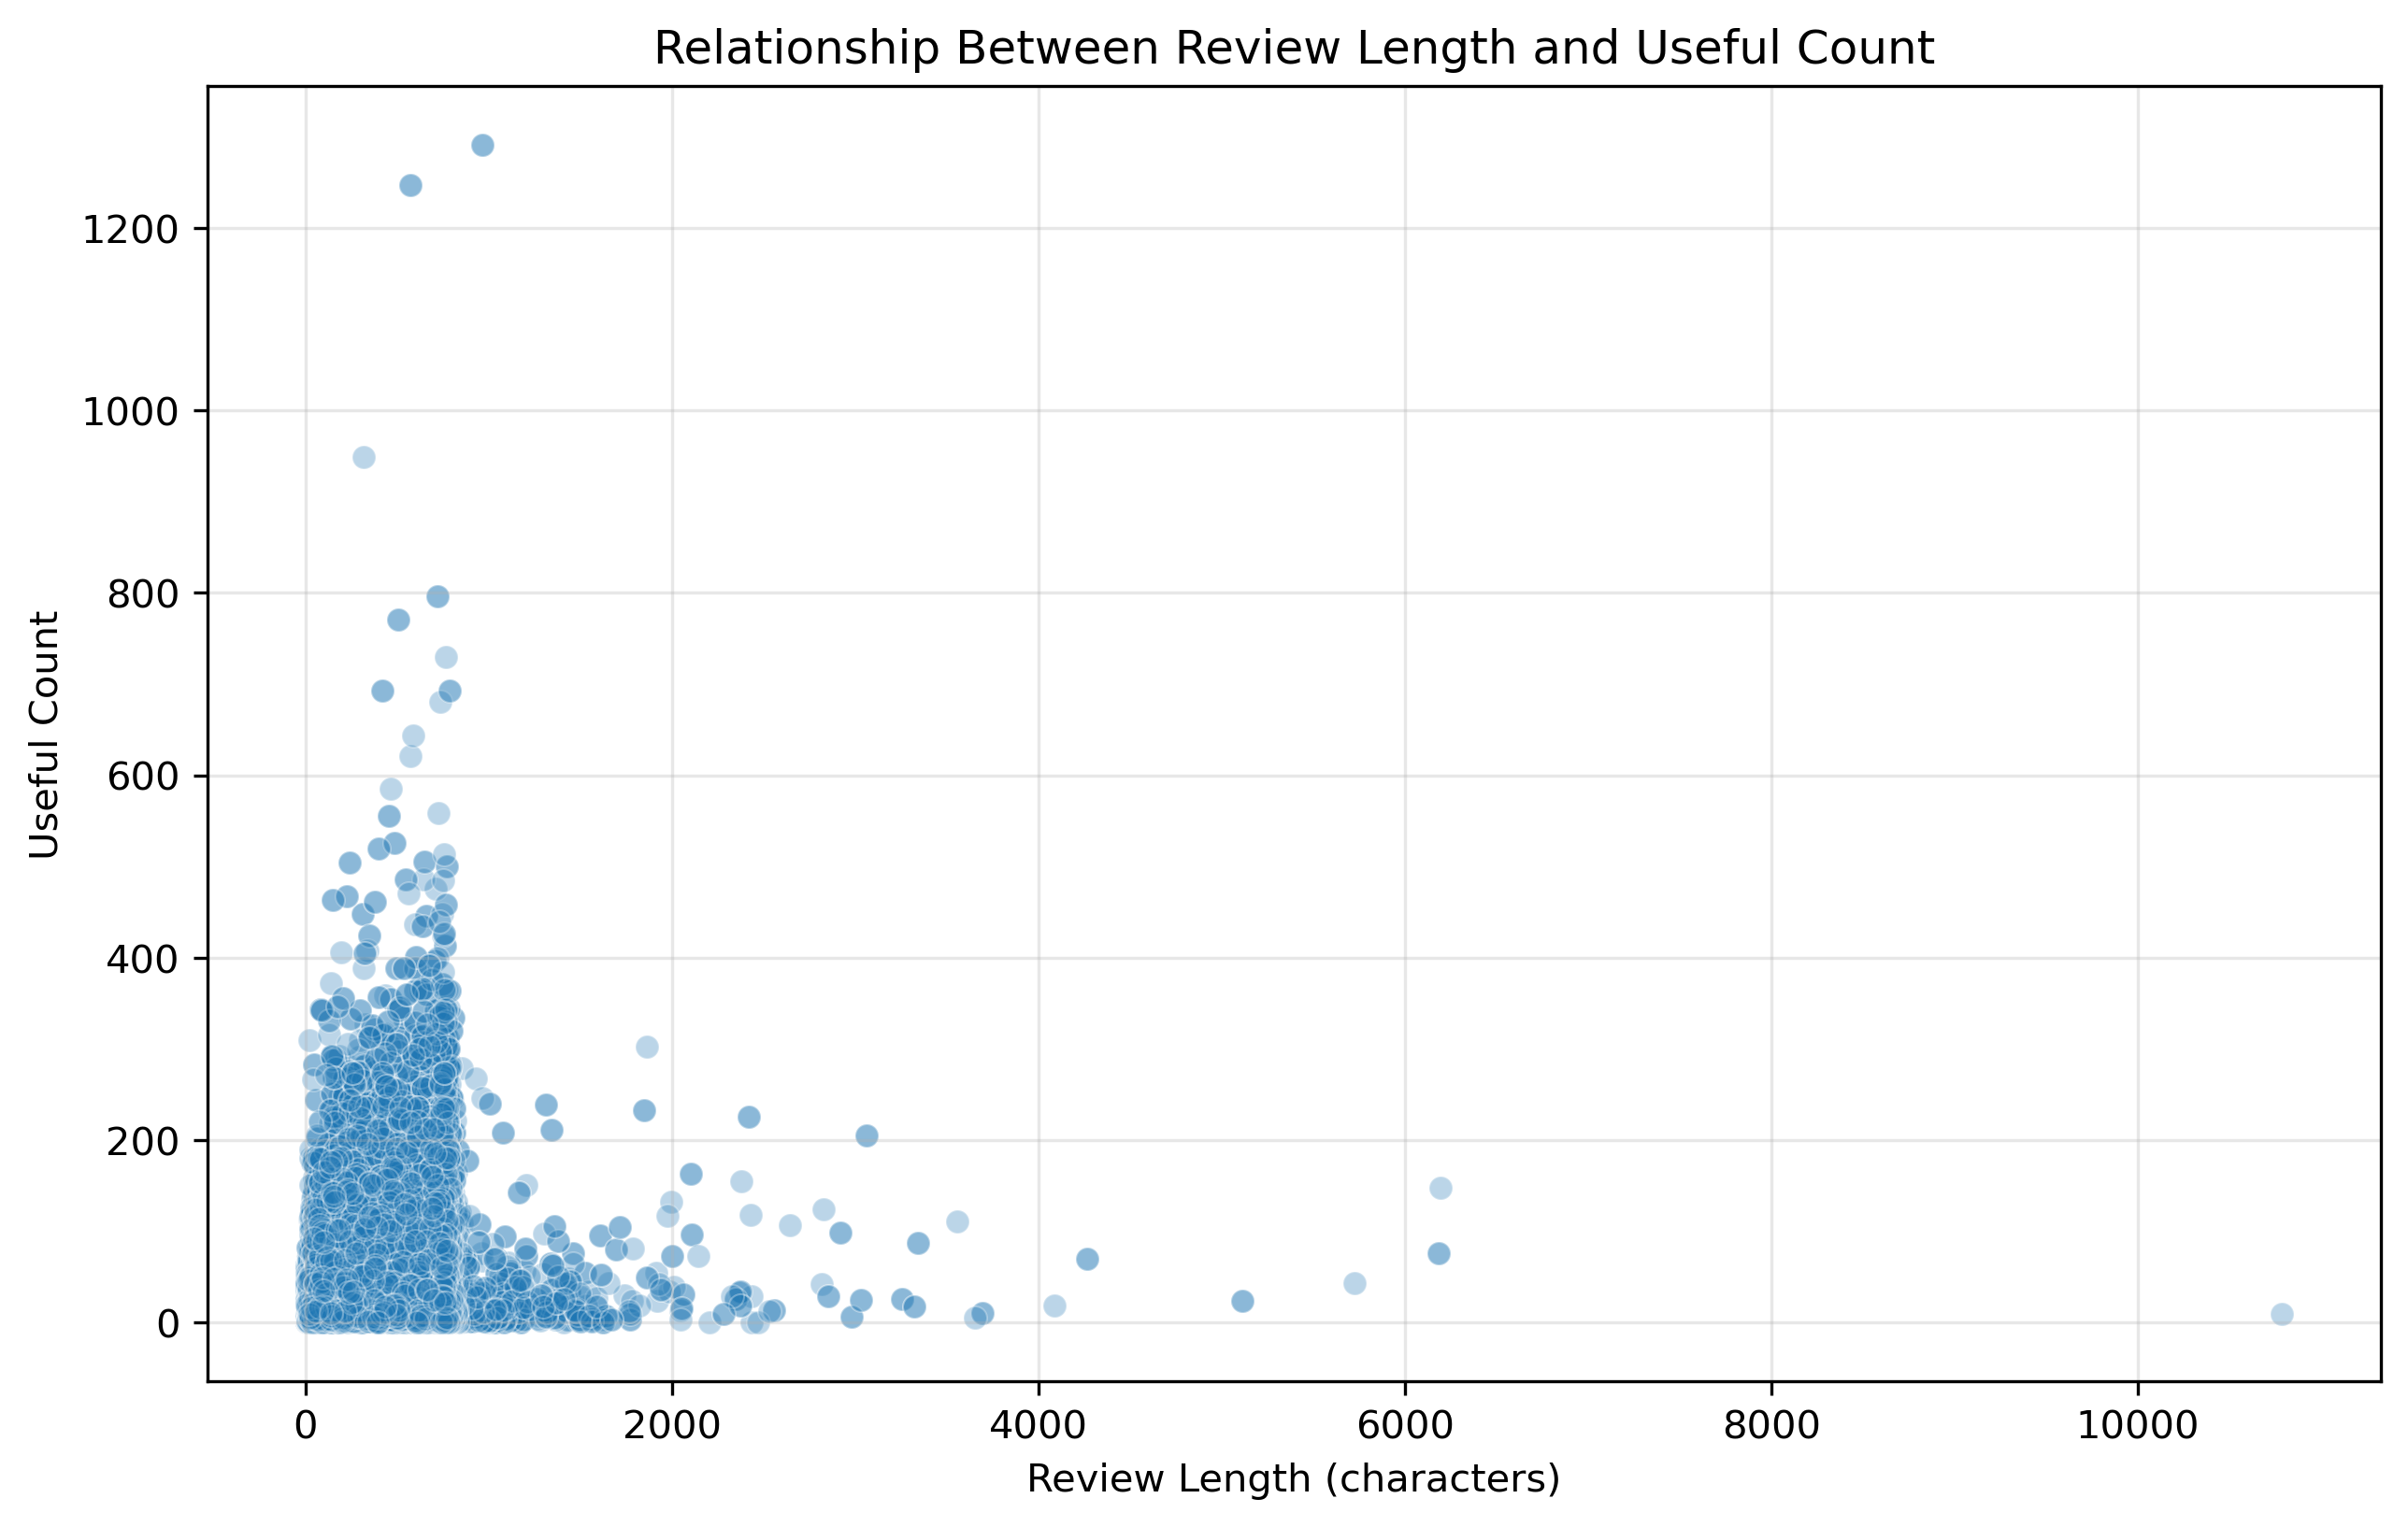 Relationship Between Review Length and Useful Count
1200
1000
800
600
400
200
0
Useful Count
0 2000 4000 6000 8000 10000
Review Length (characters)